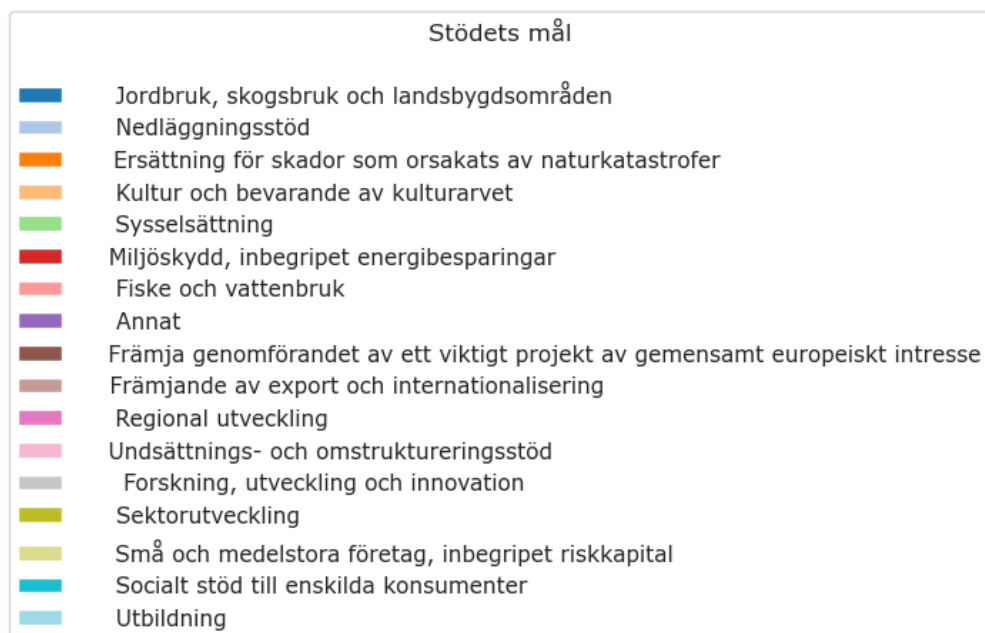 Stödets mål
Jordbruk, skogsbruk och landsbygdsområden
Nedläggningsstöd
Ersättning för skador som orsakats av naturkatastrofer
Kultur och bevarande av kulturarvet
Sysselsättning
Miljöskydd, inbegripet energibesparingar
Fiske och vattenbruk
Annat
Främja genomförandet av ett viktigt projekt av gemensamt europeiskt intresse
Främjande av export och internationalisering
Regional utveckling
Undsättnings- och omstruktureringsstöd
Forskning, utveckling och innovation
Sektorutveckling
Små och medelstora företag, inbegripet riskkapital
Socialt stöd till enskilda konsumenter
Utbildning